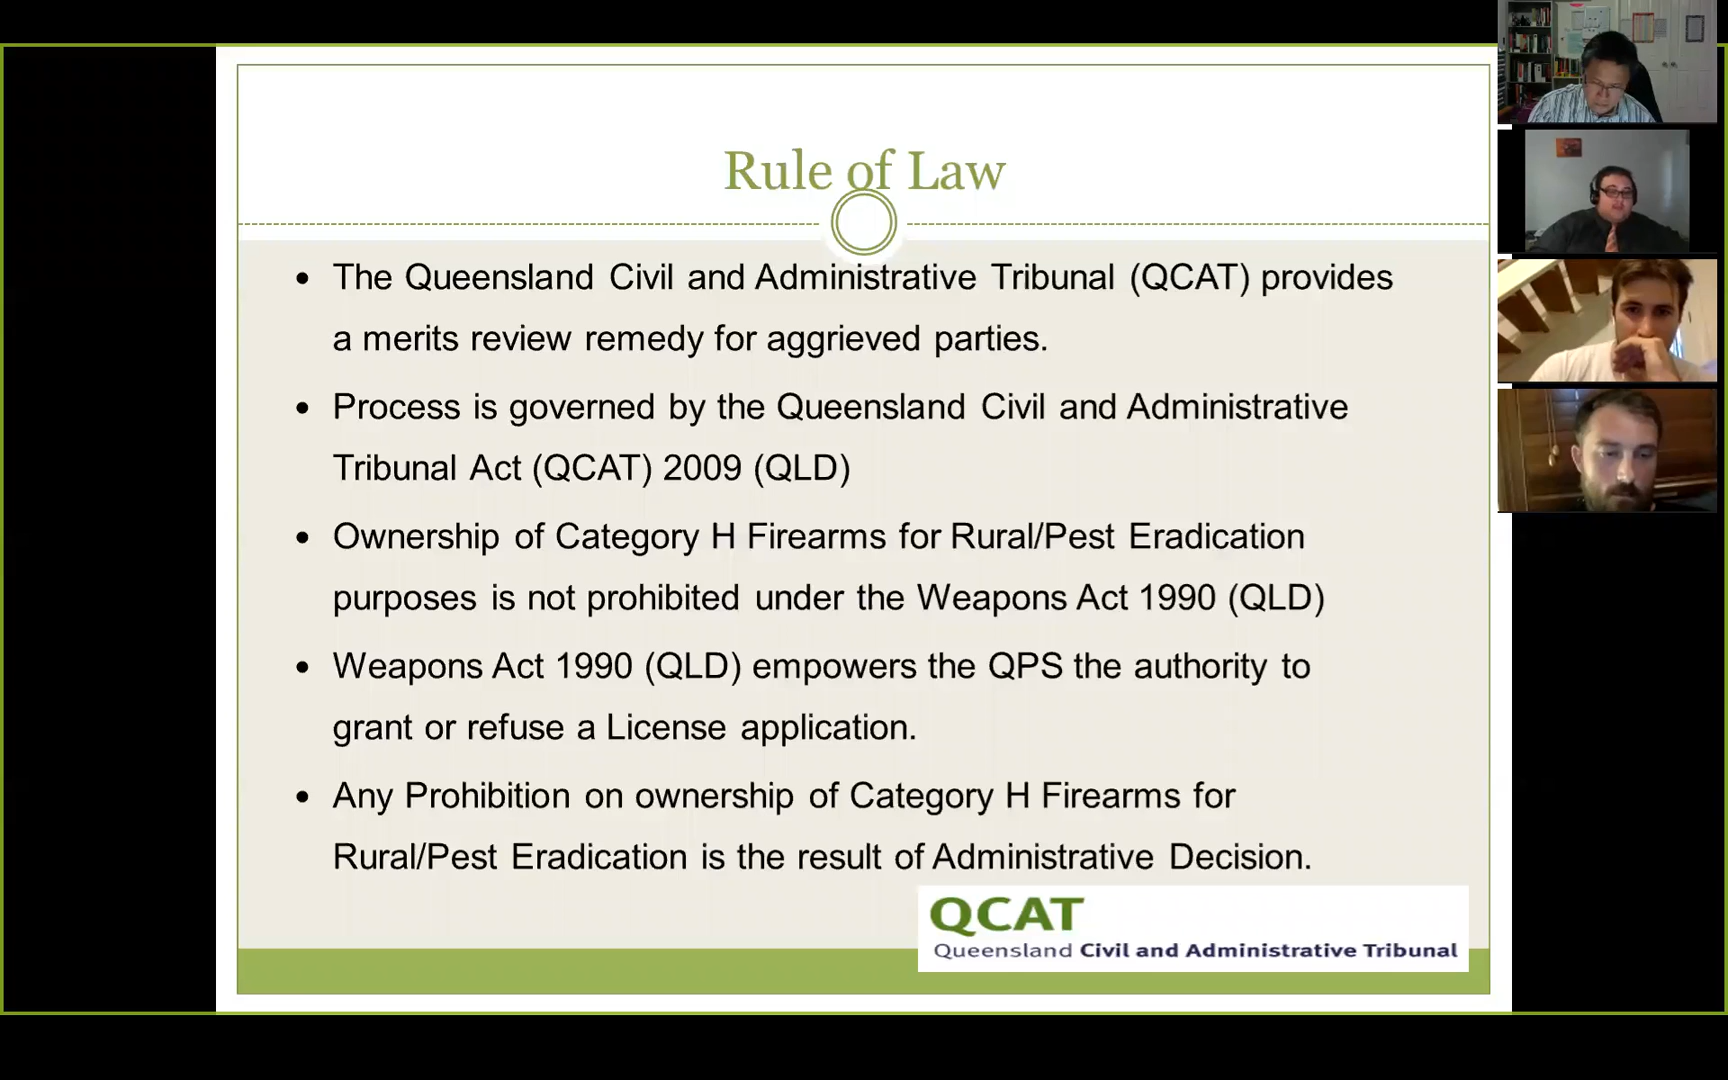 Rule of Law
• The Queensland Civil and Administrative Tribunal (QCAT) provides
a merits review remedy for aggrieved parties.
• Process is governed by the Queensland Civil and Administrative
Tribunal Act (QCAT) 2009 (QLD)
• Ownership of Category H Firearms for Rural/Pest Eradication
purposes is not prohibited under the Weapons Act 1990 (QLD)
• Weapons Act 1990 (QLD) empowers the QPS the authority to
grant or refuse a License application.
• Any Prohibition on ownership of Category H Firearms for
Rural/Pest Eradication is the result of Administrative Decision.
QCAT
Queensland Civil and Administrative Tribunal